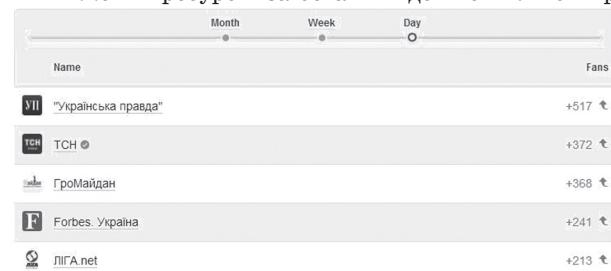 Month Week Day
Name Fans
УП "Українська правда" +517
ТСН ТСН +372
ГроМайдан +368
F Forbes. Україна +241
ЛІГА.net +213